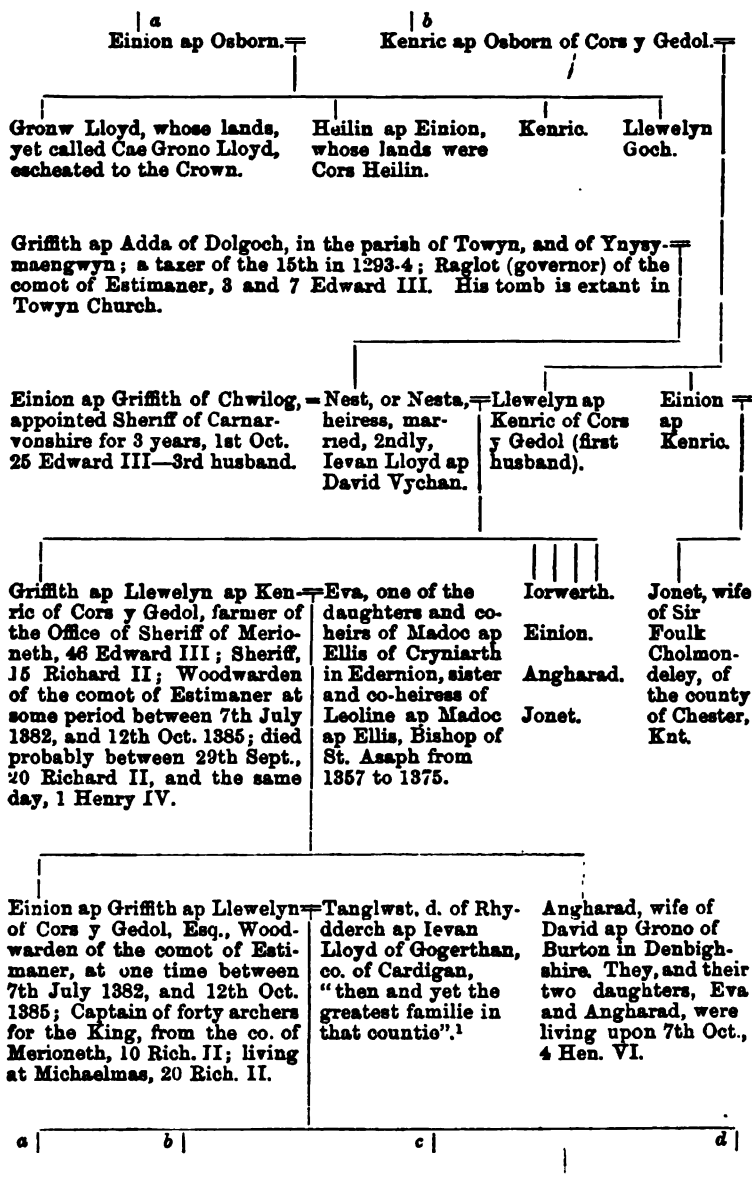 a
b
Einion ap Osborn.
Kenric ap Osborn of Cors y Gedol.
Gronw Lloyd, whose lands,
yet called Cae Grono Lloyd,
escheated to the Crown.
Heilin ap Einion,
whose lands were
Cors Heilin.
Kenric.
Llewelyn
Goch.
Griffith ap Adda of Dolgoch, in the parish of Towyn, and of Ynysy-
maengwyn; a taxer of the 15th in 1293-4; Raglot (governor) of the
comot of Estimaner, 3 and 7 Edward III. His tomb is extant in
Towyn Church.
Einion ap Griffith of Chwilog,
appointed Sheriff of Carnar-
vonshire for 3 years, 1st Oct.
25 Edward III—3rd husband.
Nest, or Nesta,
heiress, mar-
ried, 2ndly,
Ievan Lloyd ap
David Vychan.
Llewelyn ap
Kenric of Cors
y Gedol (first
husband).
Einion
ap
Kenric.
Griffith ap Llewelyn ap Ken-
ric of Cors y Gedol, farmer of
the Office of Sheriff of Merio-
neth, 46 Edward III; Sheriff,
15 Richard II; Woodwarden
of the comot of Estimaner at
some period between 7th July
1382, and 12th Oct. 1385; died
probably between 29th Sept.,
20 Richard II, and the same
day, 1 Henry IV.
Eva, one of the
daughters and co-
heirs of Madoc ap
Ellis of Cryniarth
in Edernion, sister
and co-heiress of
Leoline ap Madoc
ap Ellis, Bishop of
St. Asaph from
1357 to 1375.
Iorwerth.
Einion.
Angharad.
Jonet.
Jonet, wife
of Sir
Foulk
Cholmon-
deley, of
the county
of Chester,
Knt.
Einion ap Griffith ap Llewelyn
of Cors y Gedol, Esq., Wood-
warden of the comot of Esti-
maner, at one time between
7th July 1382, and 12th Oct.
1385; Captain of forty archers
for the King, from the co. of
Merioneth, 10 Rich. II; living
at Michaelmas, 20 Rich. II.
Tanglwst, d. of Rhy-
dderch ap Ievan
Lloyd of Gogerthan,
co. of Cardigan,
"then and yet the
greatest familie in
that countie".¹
Angharad, wife of
David ap Grono of
Burton in Denbigh-
shire. They, and their
two daughters, Eva
and Angharad, were
living upon 7th Oct.,
4 Hen. VI.
a
b
c
d